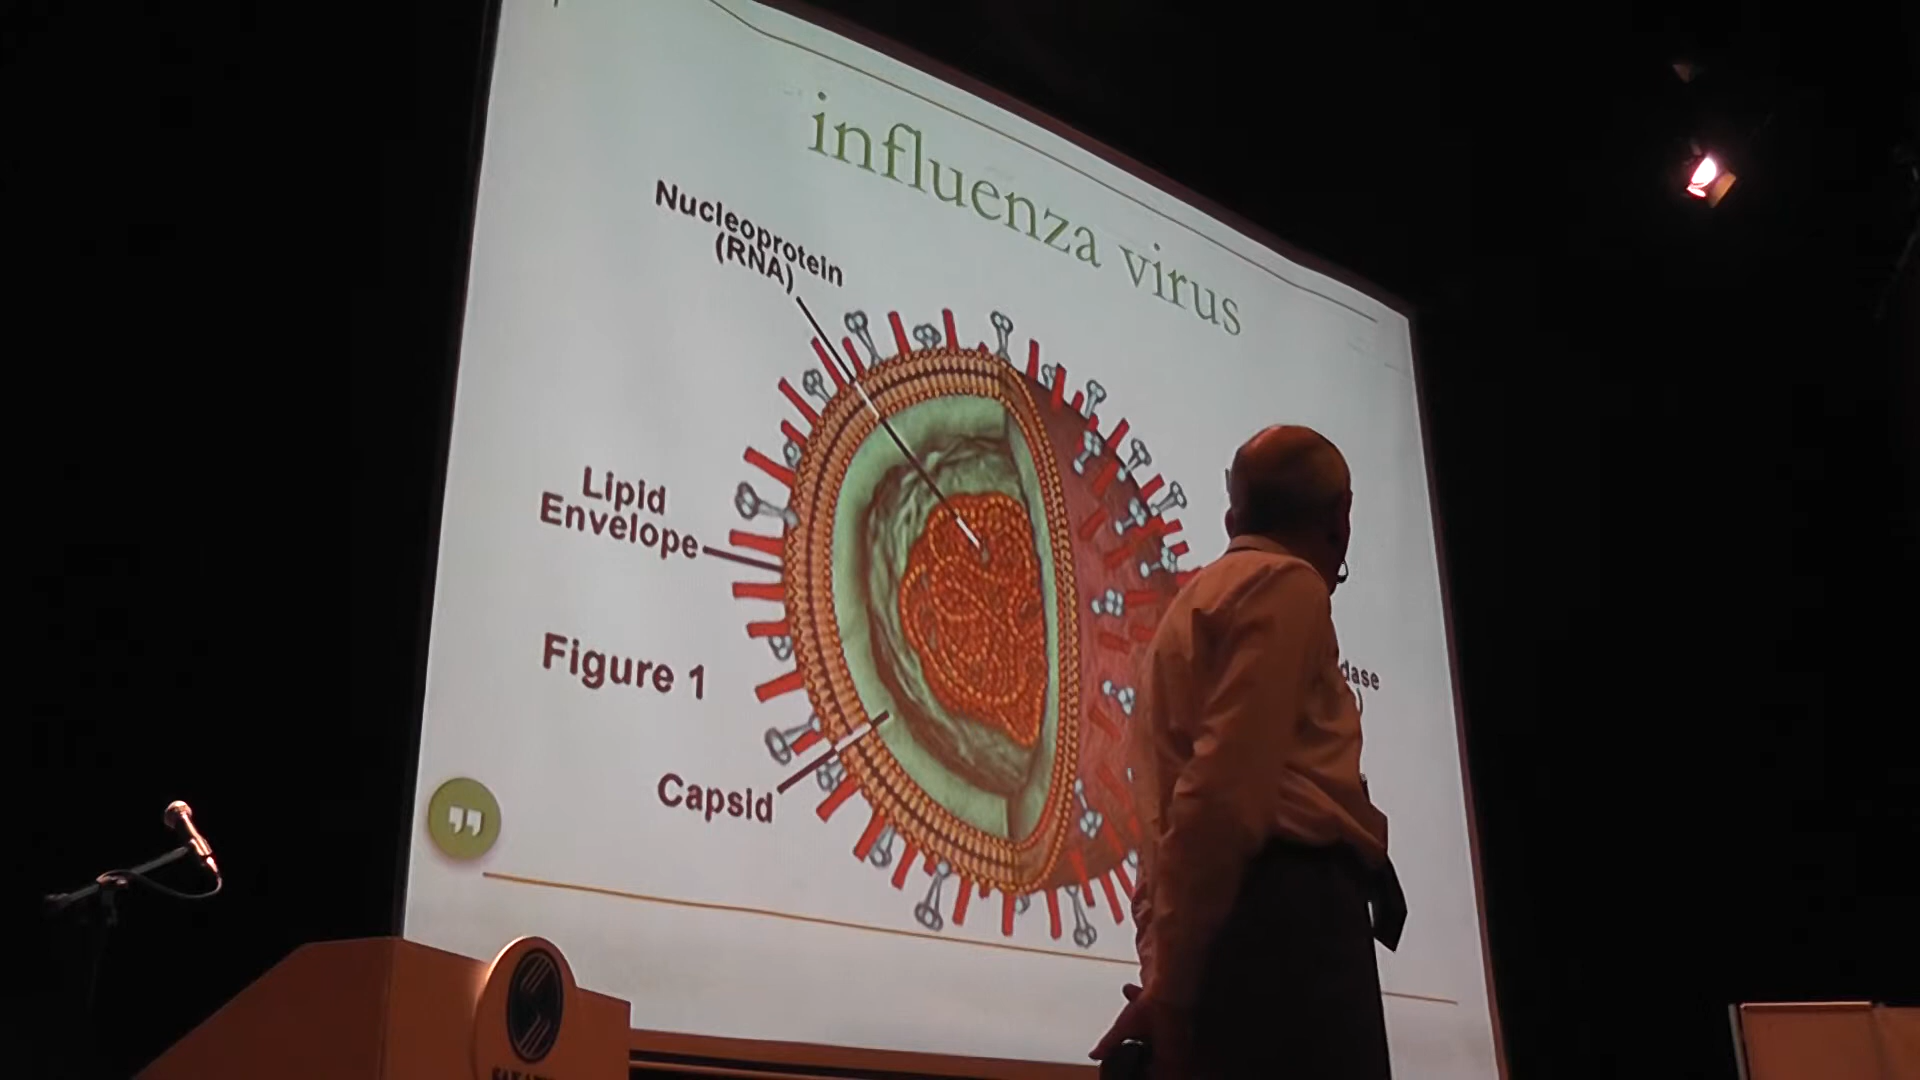 influenza virus
Nucleoprotein
(RNA)
Lipid
Envelope
Figure 1
Capsid
dase
)